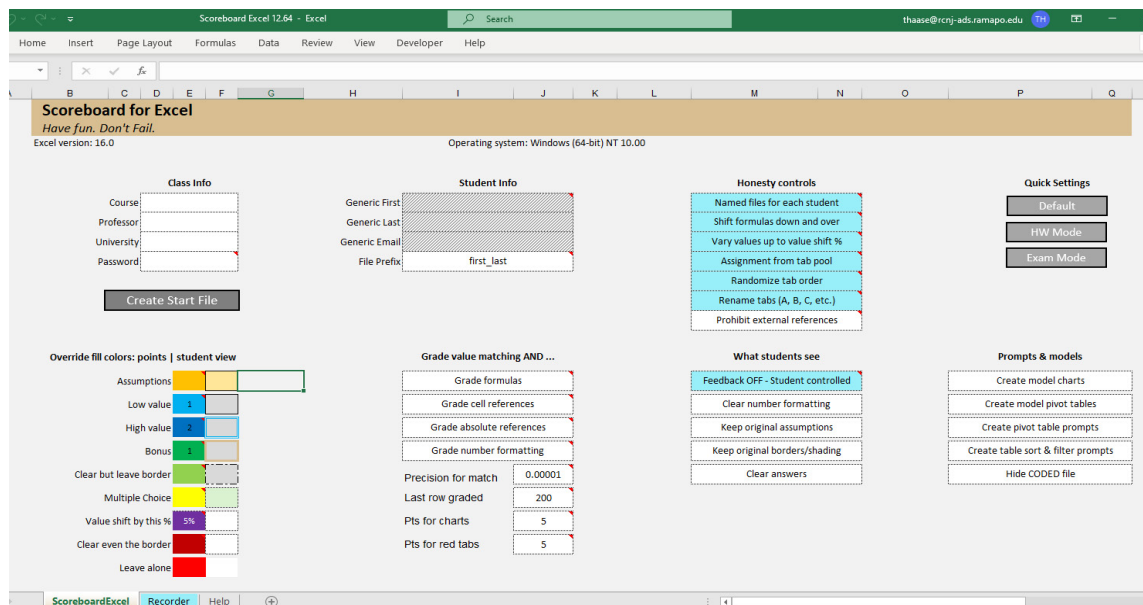 Scoreboard Excel 12.64 - Excel
Search
thaase@rcnj-ads.ramapo.edu TH
Home Insert Page Layout Formulas Data Review View Developer Help
fx
B C D E F G H I J K L M N O P Q
Scoreboard for Excel
Have fun. Don't Fail.
Excel version: 16.0 Operating system: Windows (64-bit) NT 10.00
Class Info
Course
Professor
University
Password
Create Start File
Student Info
Generic First
Generic Last
Generic Email
File Prefix first_last
Honesty controls
Named files for each student
Shift formulas down and over
Vary values up to value shift %
Assignment from tab pool
Randomize tab order
Rename tabs (A, B, C, etc.)
Prohibit external references
Quick Settings
Default
HW Mode
Exam Mode
Override fill colors: points | student view
Assumptions
Low value 1
High value 2
Bonus 1
Clear but leave border
Multiple Choice
Value shift by this % 5%
Clear even the border
Leave alone
Grade value matching AND ...
Grade formulas
Grade cell references
Grade absolute references
Grade number formatting
Precision for match 0.00001
Last row graded 200
Pts for charts 5
Pts for red tabs 5
What students see
Feedback OFF - Student controlled
Clear number formatting
Keep original assumptions
Keep original borders/shading
Clear answers
Prompts & models
Create model charts
Create model pivot tables
Create pivot table prompts
Create table sort & filter prompts
Hide CODED file
ScoreboardExcel Recorder Help